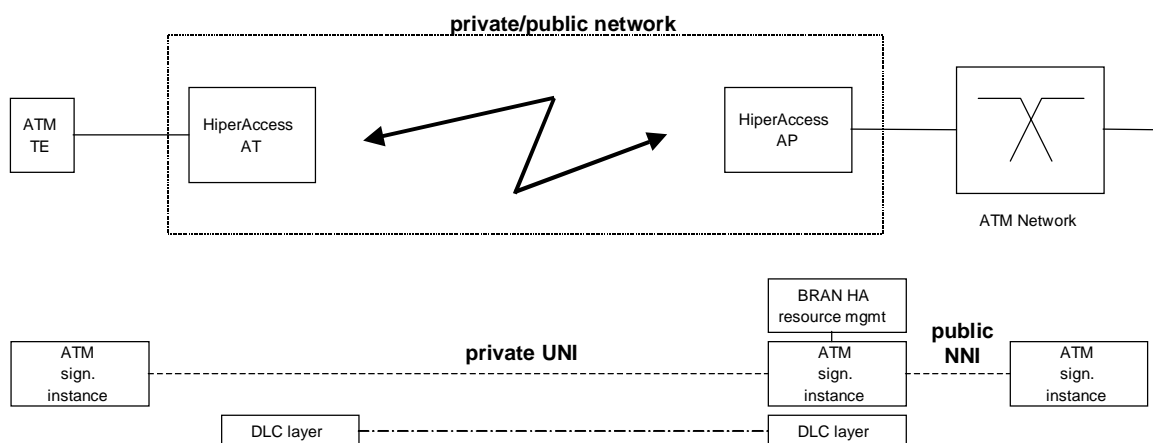 private/public network
ATM
TE
HiperAccess
AT
HiperAccess
AP
ATM Network
BRAN HA
resource mgmt
ATM
sign.
instance
private UNI
ATM
sign.
instance
public
NNI
ATM
sign.
instance
DLC layer
DLC layer